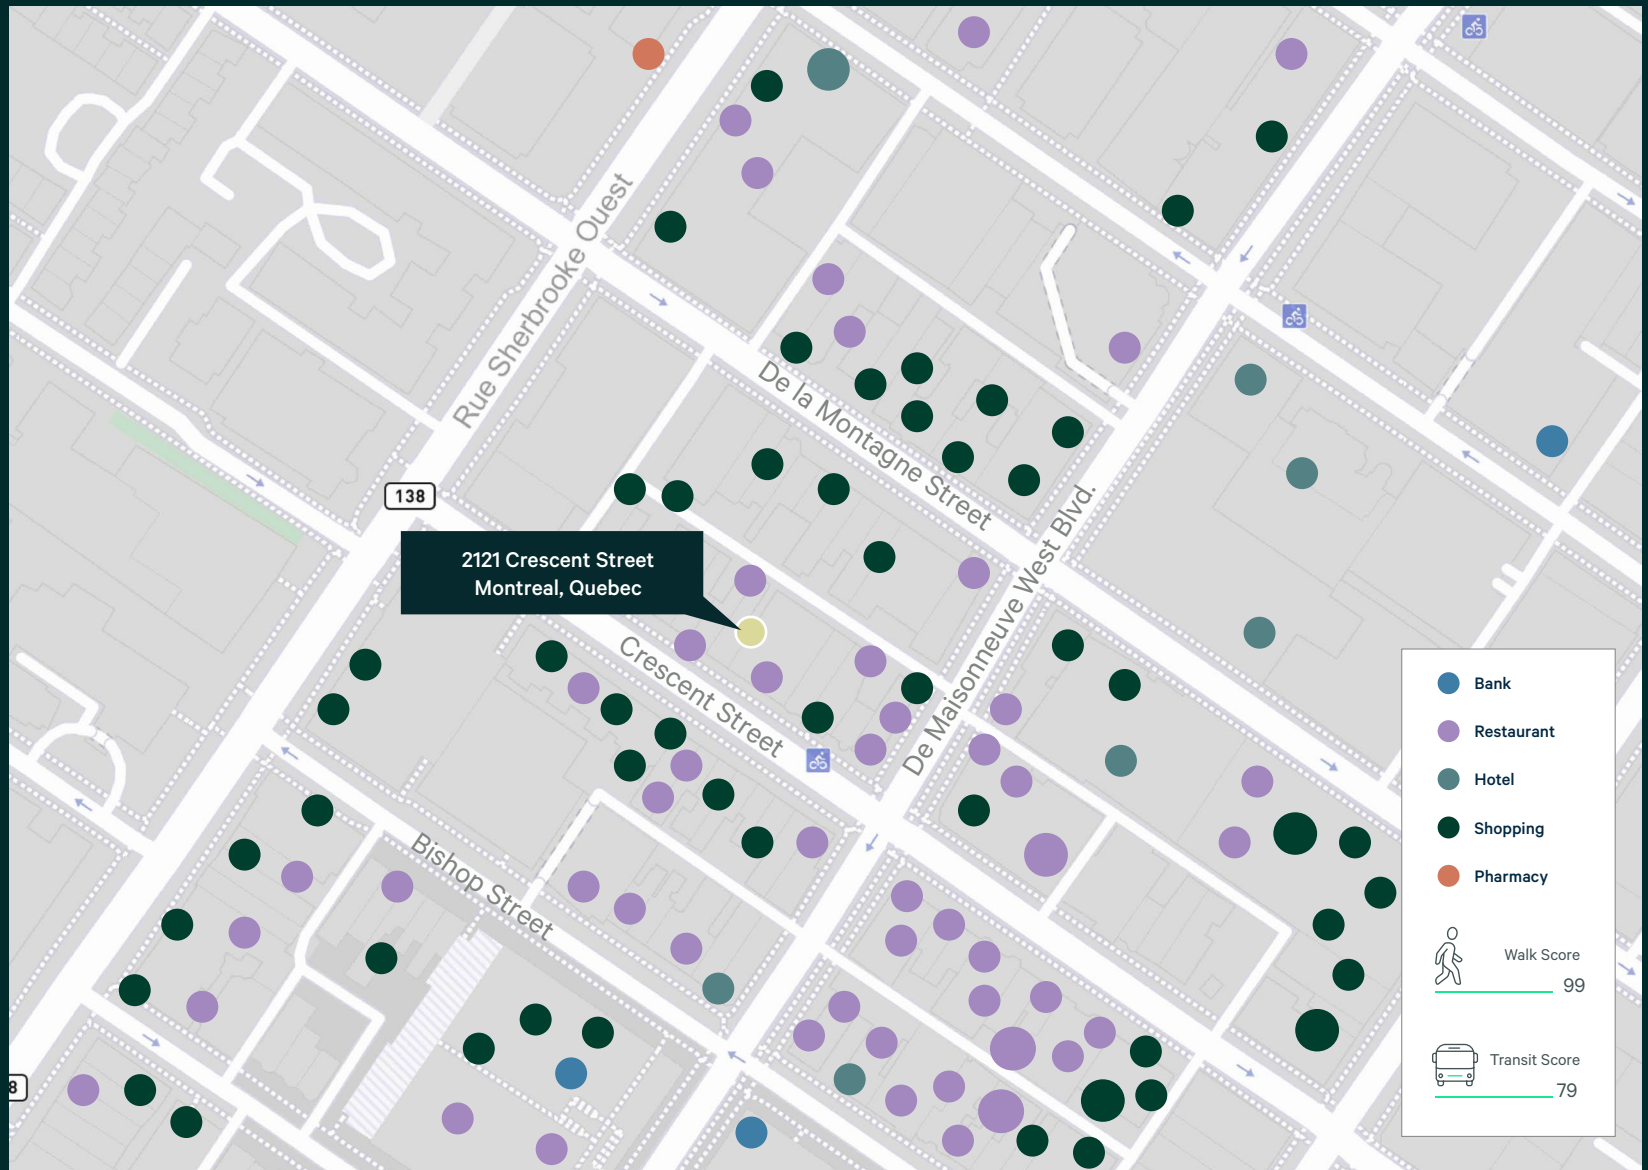 Rue Sherbrooke Ouest
De la Montagne Street
138
2121 Crescent Street
Montreal, Quebec
Crescent Street
De Maisonneuve West Blvd.
Bishop Street
8
Bank
Restaurant
Hotel
Shopping
Pharmacy
Walk Score
99
Transit Score
79